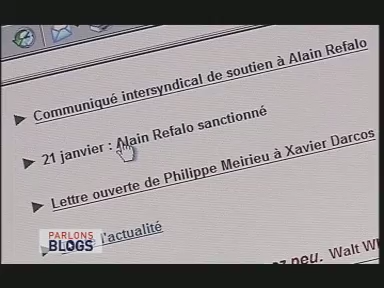 Communiqué intersyndical de soutien à Alain Refalo
21 janvier : Alain Refalo sanctionné
Lettre ouverte de Philippe Meirieu à Xavier Darcos
l'actualité
PARLONS
BLOGS
peu. Walt